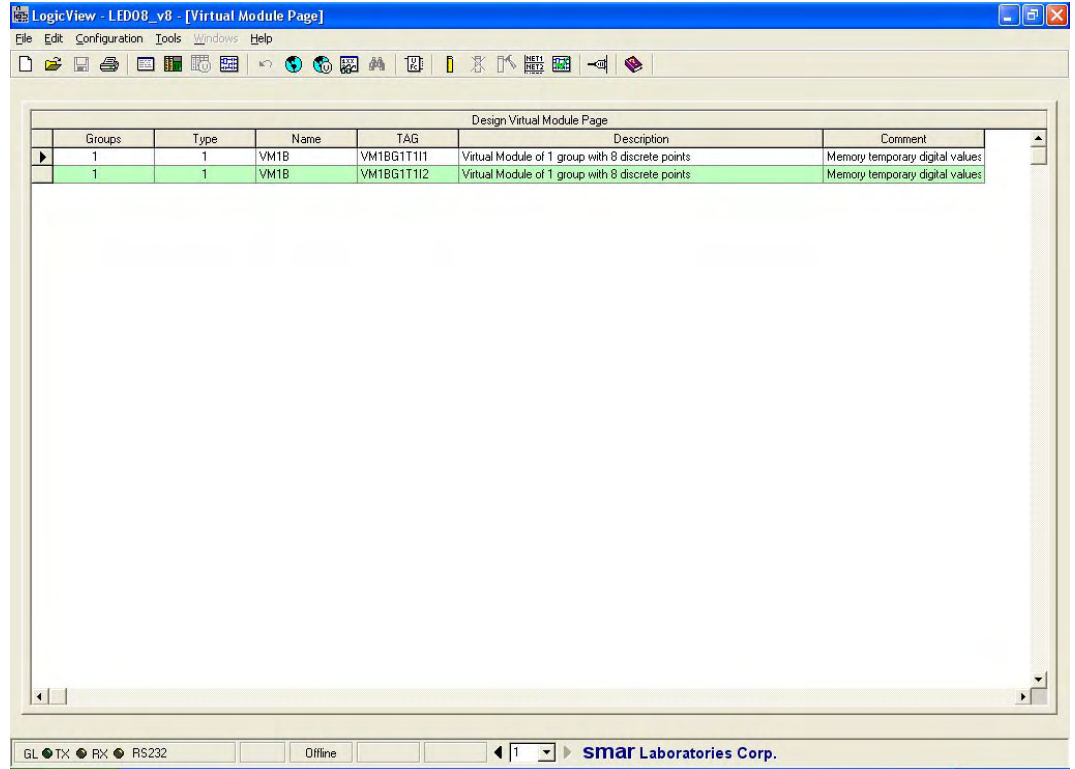 LogicView - LED08_v8 - [Virtual Module Page]
File Edit Configuration Tools Windows Help
NET1
NET2
Design Virtual Module Page
Groups Type Name TAG Description Comment
1 1 VM1B VM1BG1T1I1 Virtual Module of 1 group with 8 discrete points Memory temporary digital values
1 1 VM1B VM1BG1T1I2 Virtual Module of 1 group with 8 discrete points Memory temporary digital values
GL TX RX RS232 Offline 1 smar Laboratories Corp.